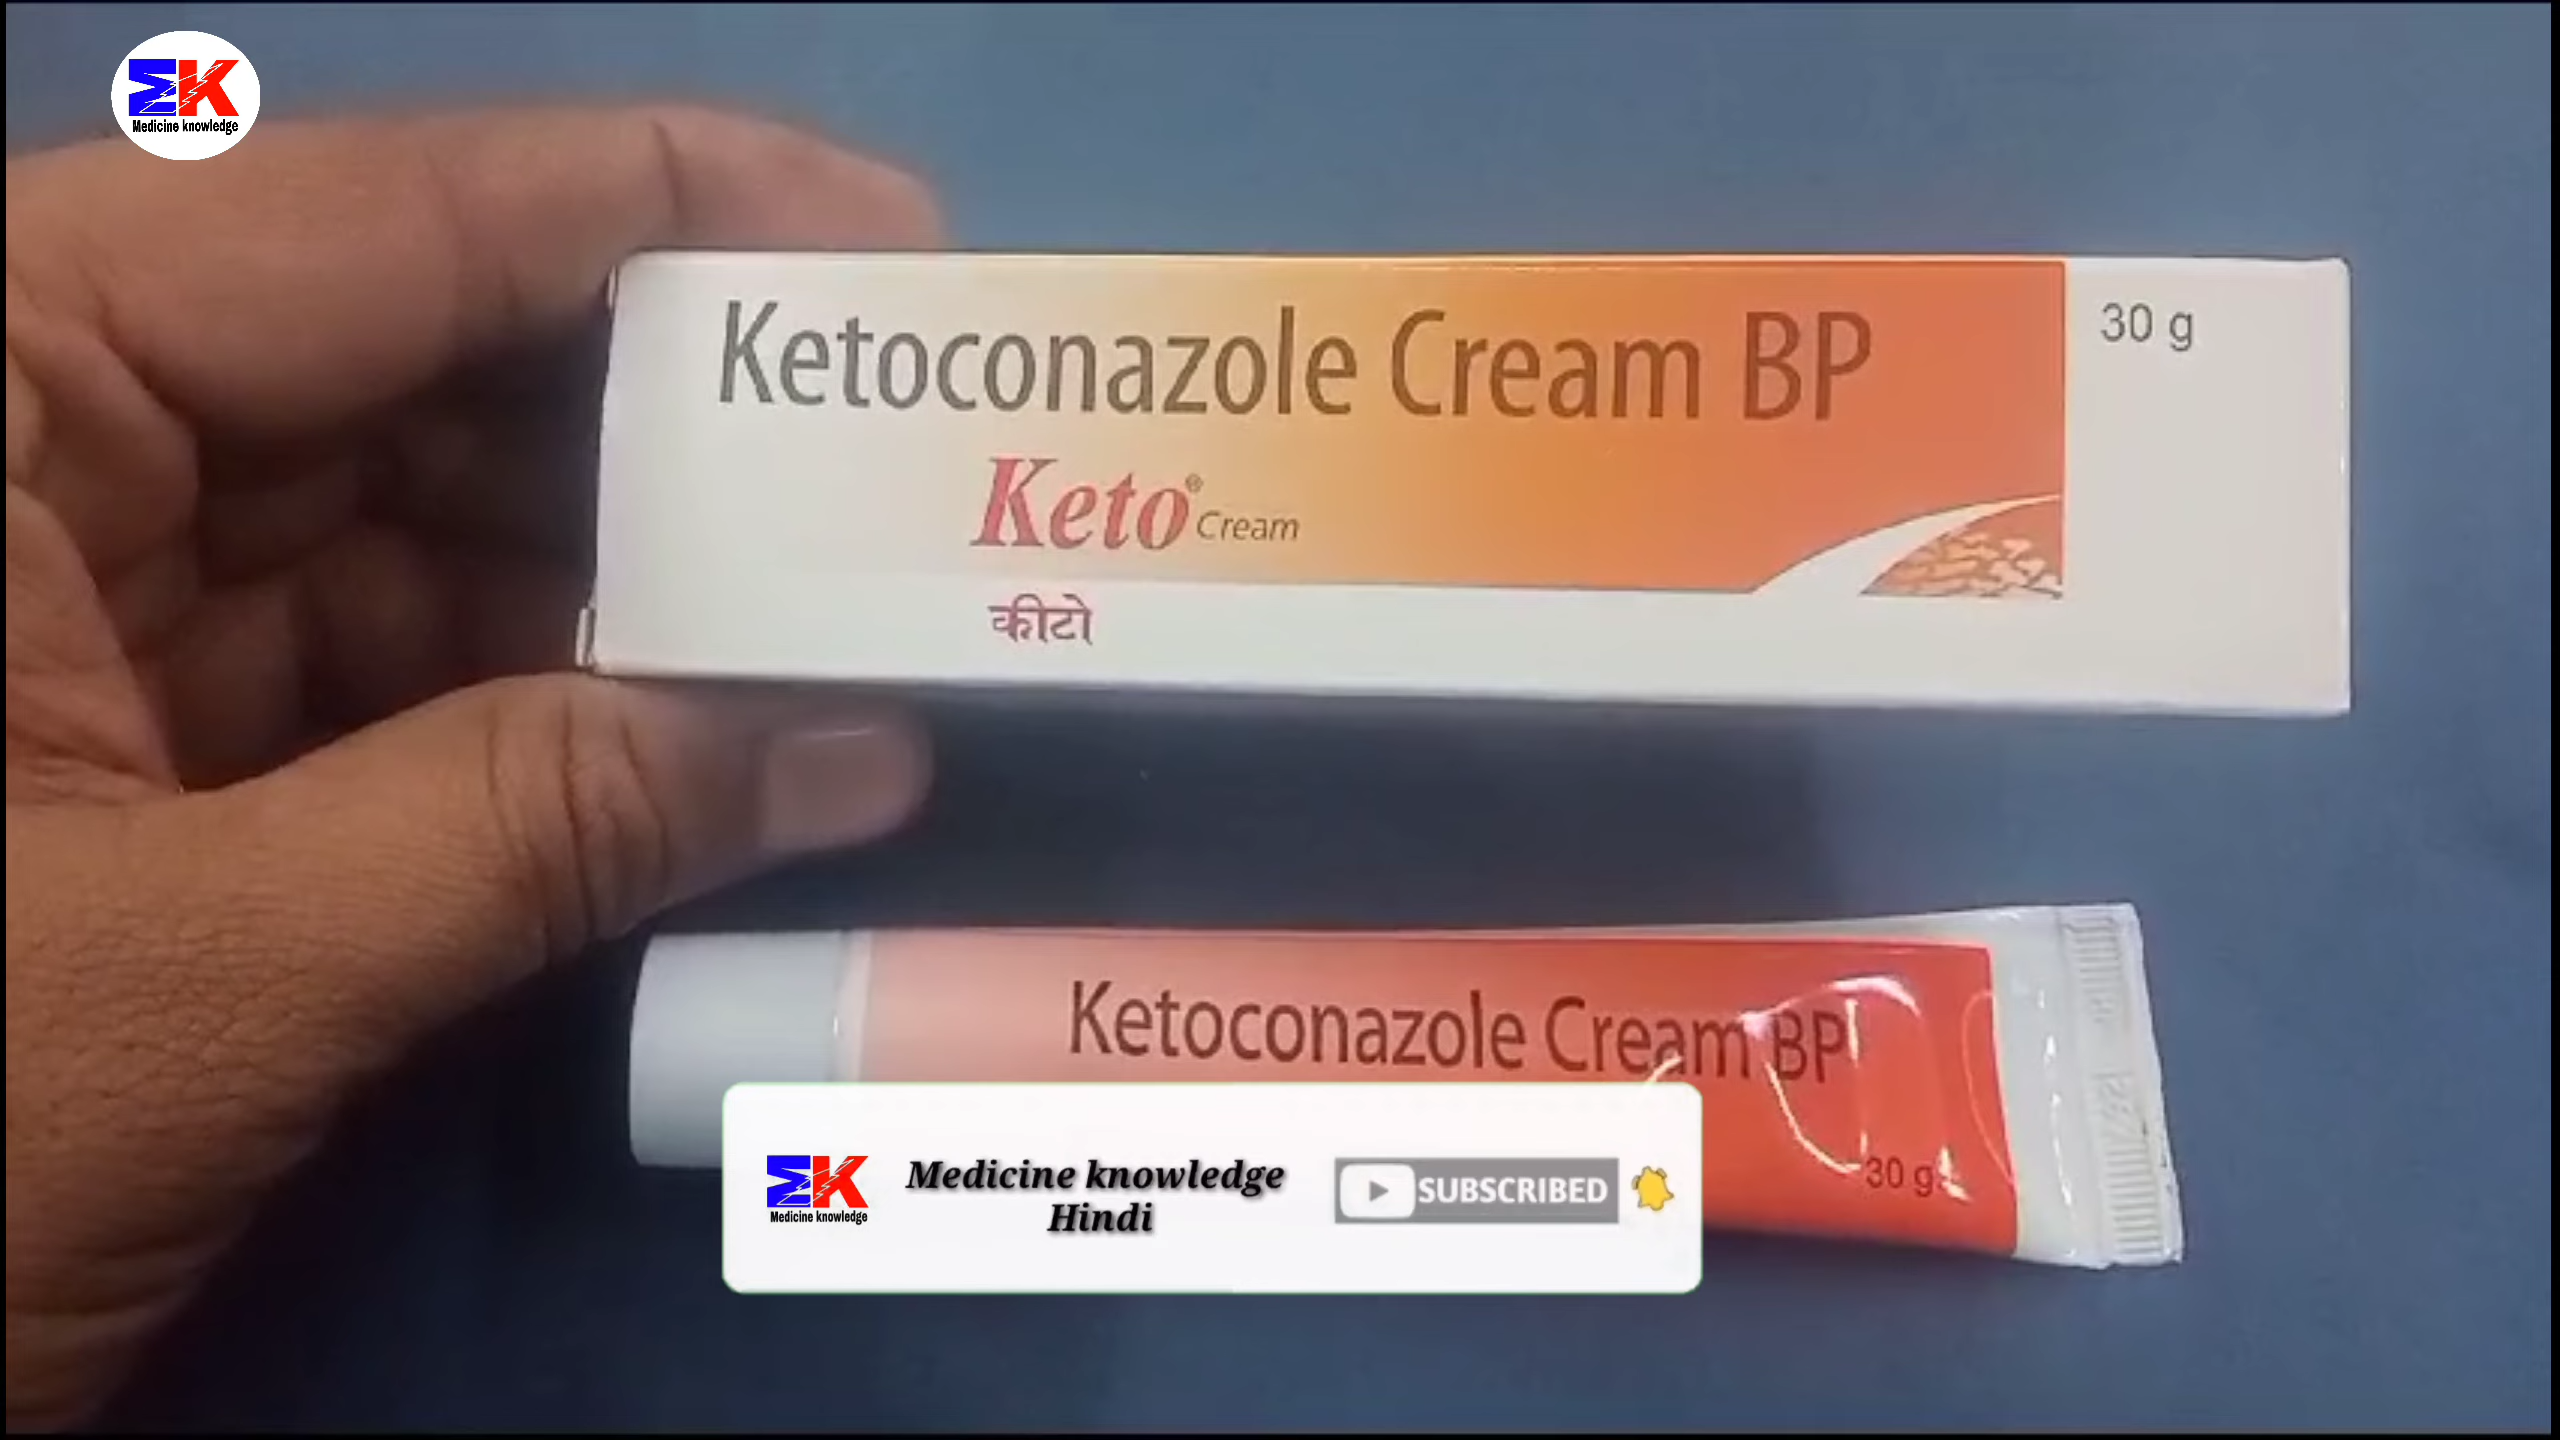 Medicine knowledge
Ketoconazole Cream BP
30 g
Keto® Cream
कीटो
Ketoconazole Cream BP
30 g
Medicine knowledge
Medicine knowledge
Hindi
SUBSCRIBED